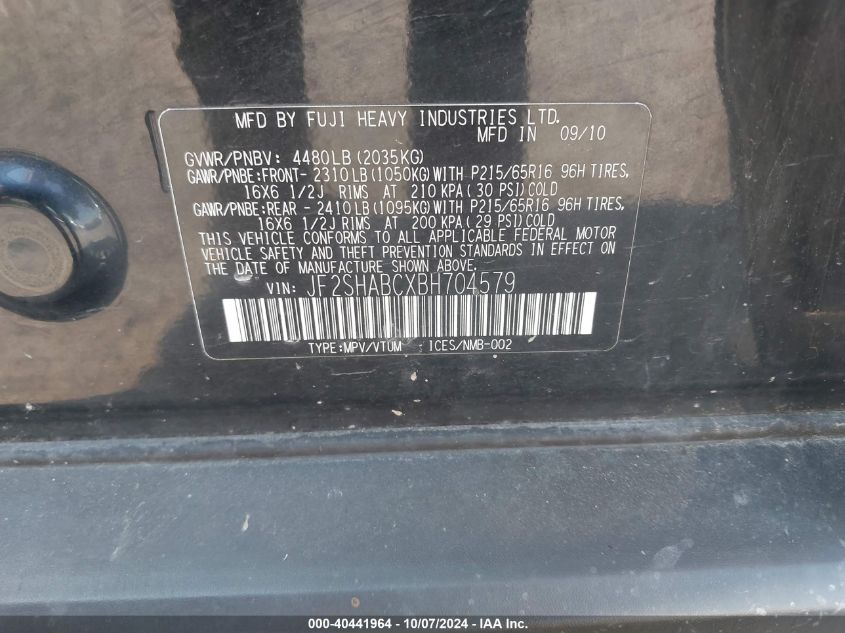 MFD BY FUJI HEAVY INDUSTRIES LTD.
MFD IN 09/10
GVWR/PNBV: 4480LB (2035KG)
GAWR/PNBE:FRONT- 2310LB (1050KG)WITH P215/65R16 96H TIRES,
16X6 1/2J RIMS AT 210 KPA ( 30 PSI)COLD
GAWR/PNBE:REAR - 2410LB (1095KG)WITH P215/65R16 96H TIRES,
16X6 1/2J RIMS AT 200 KPA ( 29 PSI)COLD
THIS VEHICLE CONFORMS TO ALL APPLICABLE FEDERAL MOTOR
VEHICLE SAFETY AND THEFT PREVENTION STANDARDS IN EFFECT ON
THE DATE OF MANUFACTURE SHOWN ABOVE.
VIN: JF2SHABCXBH704579
TYPE:MPV/VTUM ICES/NMB-002
000-40441964 - 10/07/2024 - IAA Inc.